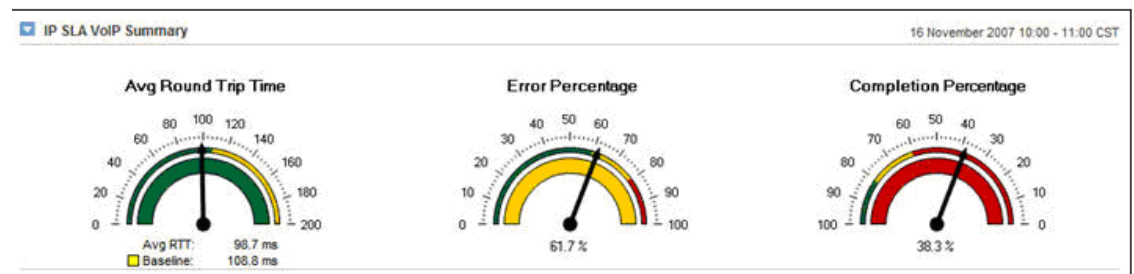 IP SLA VoIP Summary
16 November 2007 10:00 - 11:00 CST
Avg Round Trip Time
0 20 40 60 80 100 120 140 160 180 200
Avg RTT: 98.7 ms
Baseline: 108.8 ms
Error Percentage
0 10 20 30 40 50 60 70 80 90 100
61.7 %
Completion Percentage
100 90 80 70 60 50 40 30 20 10 0
38.3 %